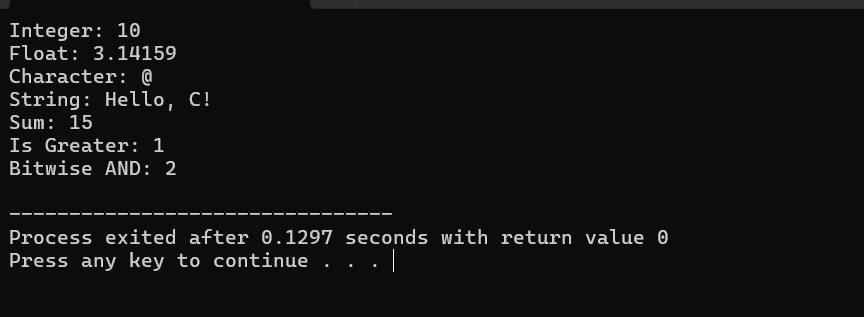 Integer: 10
Float: 3.14159
Character: @
String: Hello, C!
Sum: 15
Is Greater: 1
Bitwise AND: 2
--------------------------------
Process exited after 0.1297 seconds with return value 0
Press any key to continue . . .